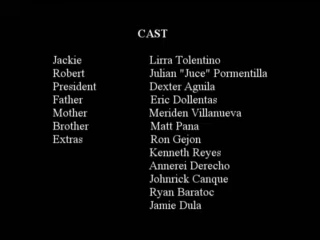 CAST
Jackie Lirra Tolentino
Robert Julian "Juce" Pormentilla
President Dexter Aguila
Father Eric Dollentas
Mother Meriden Villanueva
Brother Matt Pana
Extras Ron Gejon
Kenneth Reyes
Annerei Derecho
Johnrick Canque
Ryan Baratoc
Jamie Dula